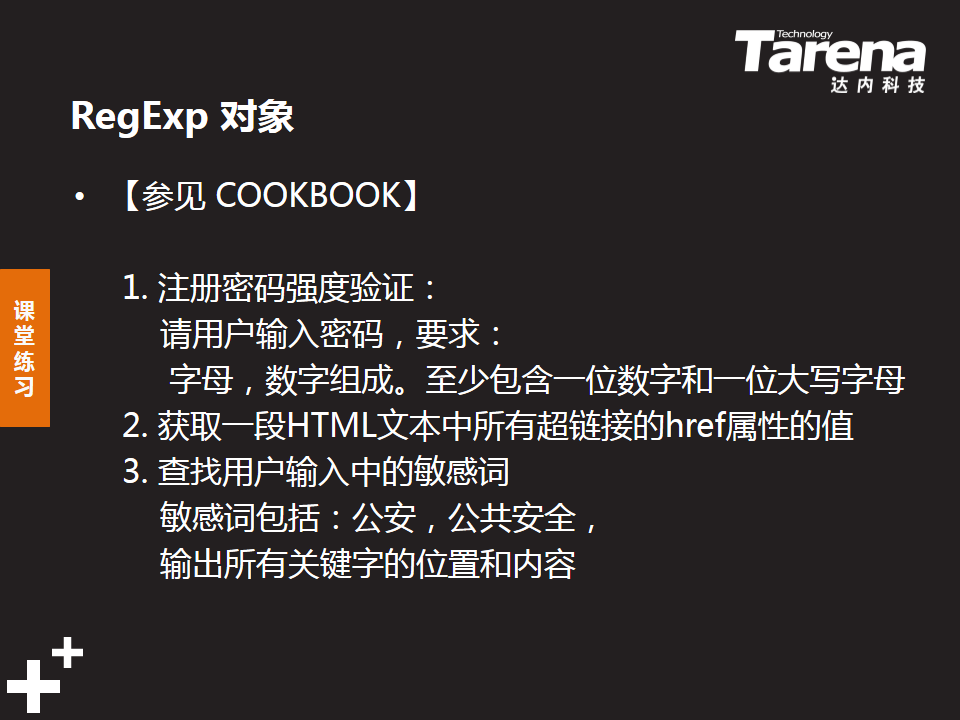 Technology
Tarena
达内科技
RegExp 对象
• 【参见 COOKBOOK】
1. 注册密码强度验证：
请用户输入密码，要求：
字母，数字组成。至少包含一位数字和一位大写字母
2. 获取一段HTML文本中所有超链接的href属性的值
3. 查找用户输入中的敏感词
敏感词包括：公安，公共安全，
输出所有关键字的位置和内容
课
堂
练
习